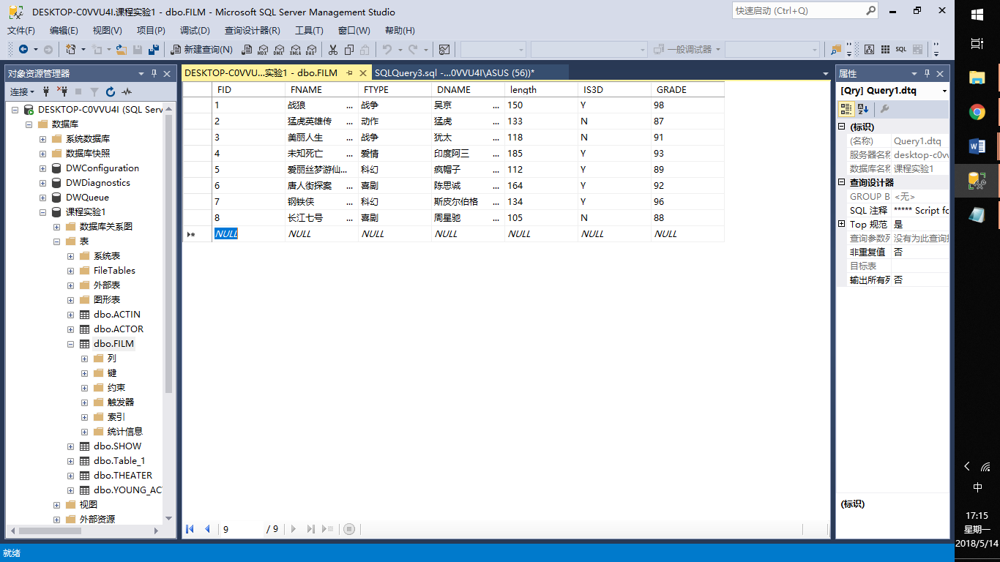 DESKTOP-C0VVU4I.课程实验1 - dbo.FILM - Microsoft SQL Server Management Studio
快速启动 (Ctrl+Q)
文件(F) 编辑(E) 视图(V) 项目(P) 调试(D) 查询设计器(R) 工具(T) 窗口(W) 帮助(H)
新建查询(N) MDX DMX XMLA DAX 一般调试器 SQL
对象资源管理器
连接
DESKTOP-C0VVU4I (SQL Serv
数据库
系统数据库
数据库快照
DWConfiguration
DWDiagnostics
DWQueue
课程实验1
数据库关系图
表
系统表
FileTables
外部表
图形表
dbo.ACTIN
dbo.ACTOR
dbo.FILM
列
键
约束
触发器
索引
统计信息
dbo.SHOW
dbo.Table_1
dbo.THEATER
dbo.YOUNG_AC
视图
外部资源
DESKTOP-C0VVU...实验1 - dbo.FILM SQLQuery3.sql -...0VVU4I\ASUS (56))*
FID FNAME FTYPE DNAME length IS3D GRADE
1 战狼 ... 战争 吴京 ... 150 Y 98
2 猛虎英雄传 ... 动作 猛虎 ... 133 N 87
3 美丽人生 ... 战争 犹太 ... 118 N 91
4 未知死亡 ... 爱情 印度阿三 ... 185 Y 93
5 爱丽丝梦游仙... 科幻 疯帽子 ... 112 Y 89
6 唐人街探案 ... 喜剧 陈思诚 ... 164 Y 92
7 钢铁侠 ... 科幻 斯皮尔伯格 ... 134 Y 96
8 长江七号 ... 喜剧 周星驰 ... 105 N 88
NULL NULL NULL NULL NULL NULL NULL
9 / 9
属性
[Qry] Query1.dtq
(标识)
(名称) Query1.dtq
服务器名称 desktop-c0vv
数据库名称 课程实验1
查询设计器
GROUP B <无>
SQL 注释 ***** Script fo
Top 规范 是
查询参数列 没有为此查询指
非重复值 否
目标表
输出所有列 否
(标识)
就绪
中
17:15
星期一
2018/5/14